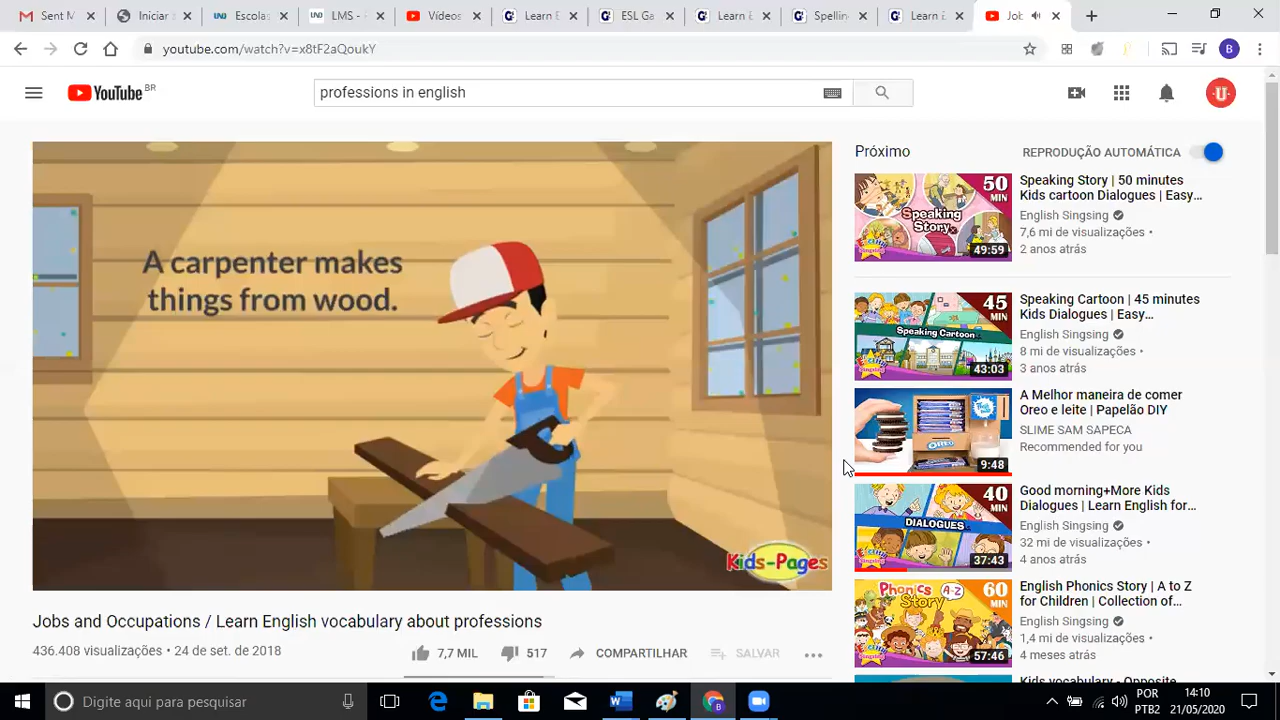 Sent M
Iniciar
Escolas
LMS -
Vídeos
Learn E
ESL Ga
Learn E
Spelling
Learn E
Job
youtube.com/watch?v=x8tF2aQoukY
B
YouTube BR
professions in english
U
A carpenter makes
things from wood.
Kids-Pages
Jobs and Occupations / Learn English vocabulary about professions
436.408 visualizações • 24 de set. de 2018
7,7 MIL
517
COMPARTILHAR
SALVAR
Próximo
REPRODUÇÃO AUTOMÁTICA
50 MIN
Speaking Story
49:59
Speaking Story | 50 minutes
Kids cartoon Dialogues | Easy…
English Singsing
7,6 mi de visualizações •
2 anos atrás
45 MIN
Speaking Cartoon
43:03
Speaking Cartoon | 45 minutes
Kids Dialogues | Easy…
English Singsing
8 mi de visualizações •
3 anos atrás
OREO
9:48
A Melhor maneira de comer
Oreo e leite | Papelão DIY
SLIME SAM SAPECA
Recommended for you
40 MIN
DIALOGUES
37:43
Good morning+More Kids
Dialogues | Learn English for…
English Singsing
32 mi de visualizações •
4 anos atrás
Phonics Story A-Z
60 MIN
57:46
English Phonics Story | A to Z
for Children | Collection of…
English Singsing
1,4 mi de visualizações •
4 meses atrás
Kids vocabulary - Opposite
Digite aqui para pesquisar
POR
PTB2
14:10
21/05/2020